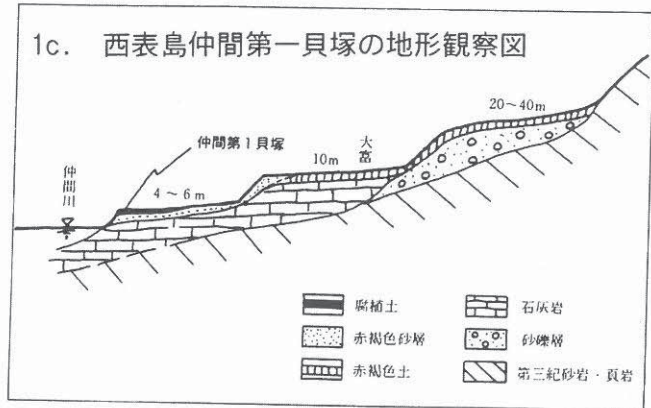 1c. 西表島仲間第一貝塚の地形観察図
20～40m
大富
仲間第1貝塚
10m
仲間川
4～6m
腐植土
石灰岩
赤褐色砂層
砂礫層
赤褐色土
第三紀砂岩・頁岩